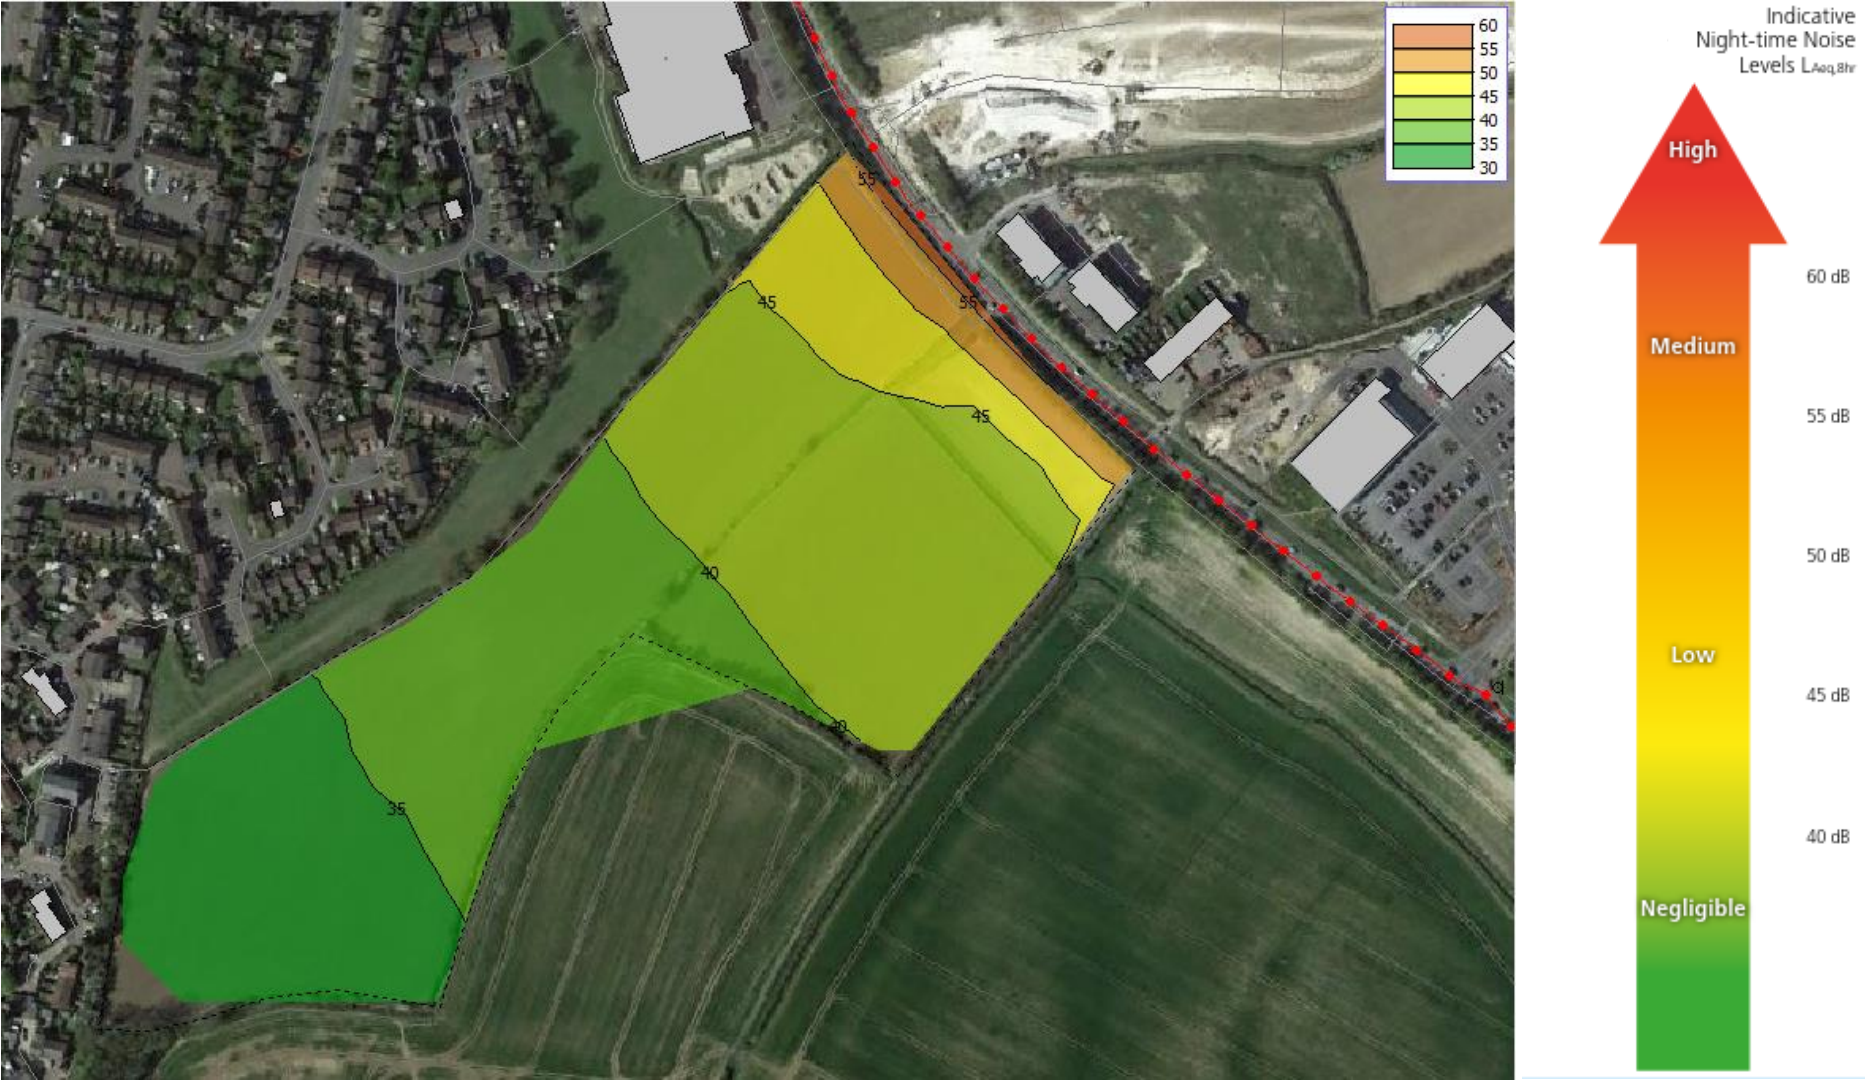 Indicative
Night-time Noise
Levels LAeq,8hr
60
55
50
45
40
35
30
High
60 dB
Medium
55 dB
50 dB
Low
45 dB
40 dB
Negligible
55
55
45
45
40
40
35